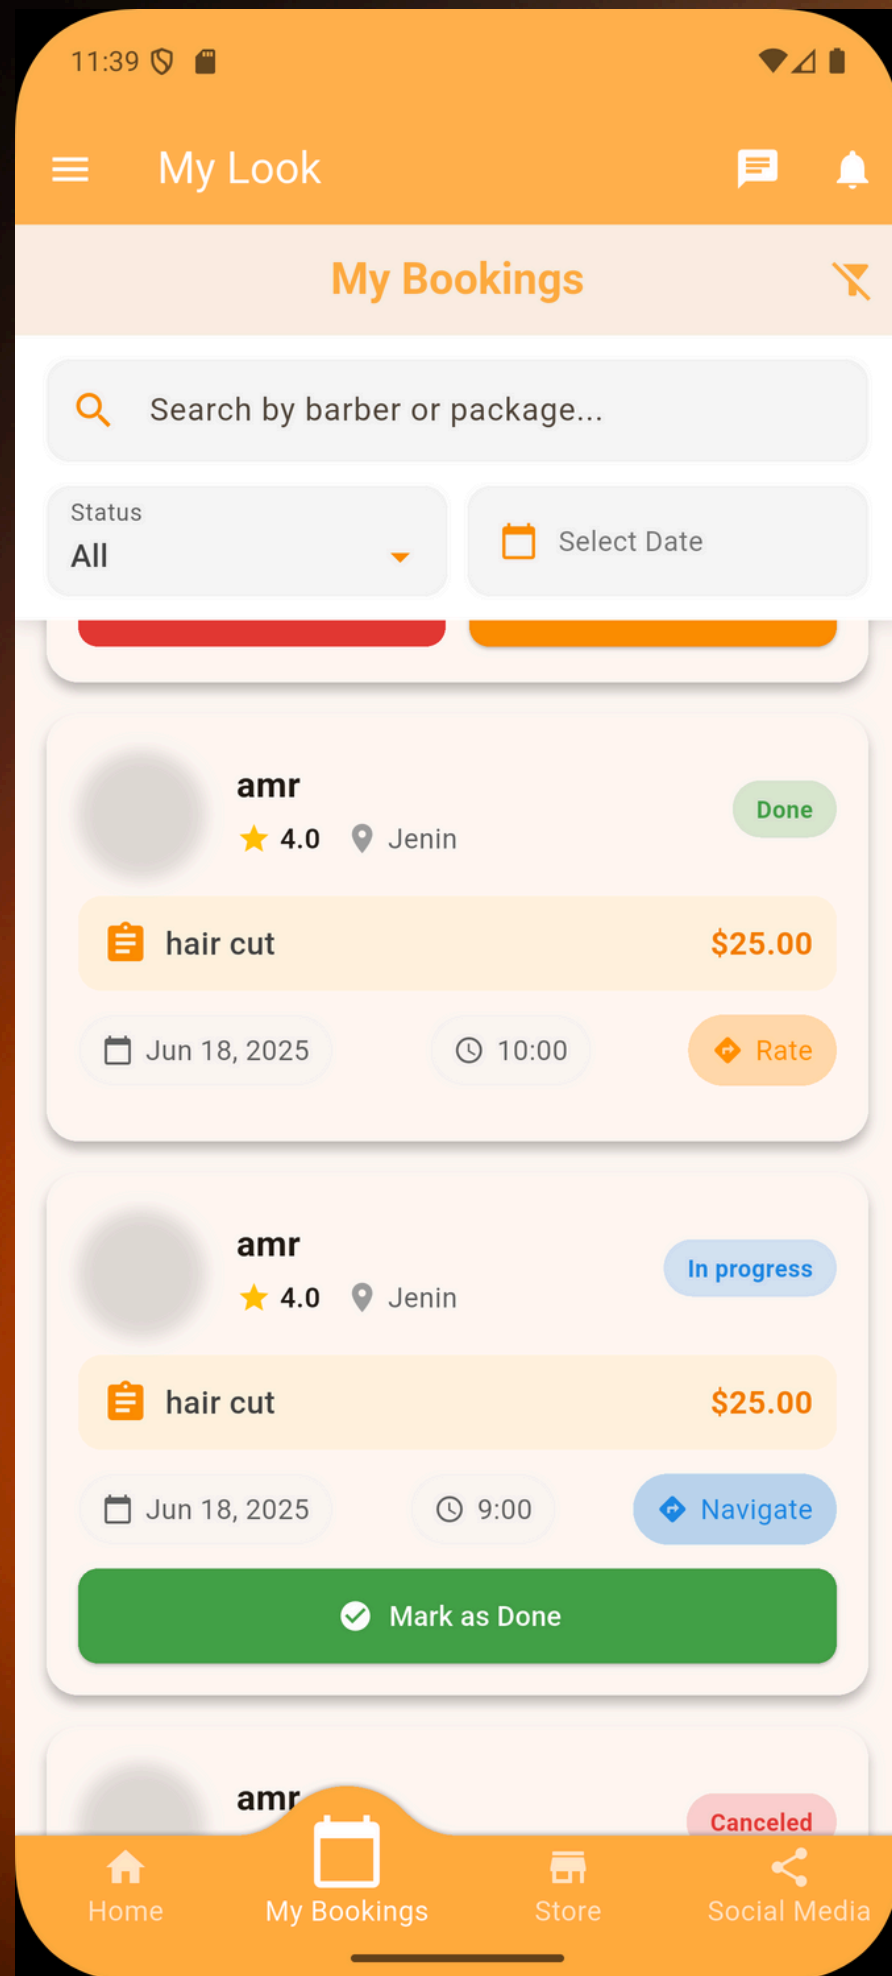 11:39
My Look
My Bookings
Search by barber or package...
Status
All
Select Date
amr
4.0 Jenin
Done
hair cut $25.00
Jun 18, 2025 10:00 Rate
amr
4.0 Jenin
In progress
hair cut $25.00
Jun 18, 2025 9:00 Navigate
Mark as Done
amr
Canceled
Home My Bookings Store Social Media